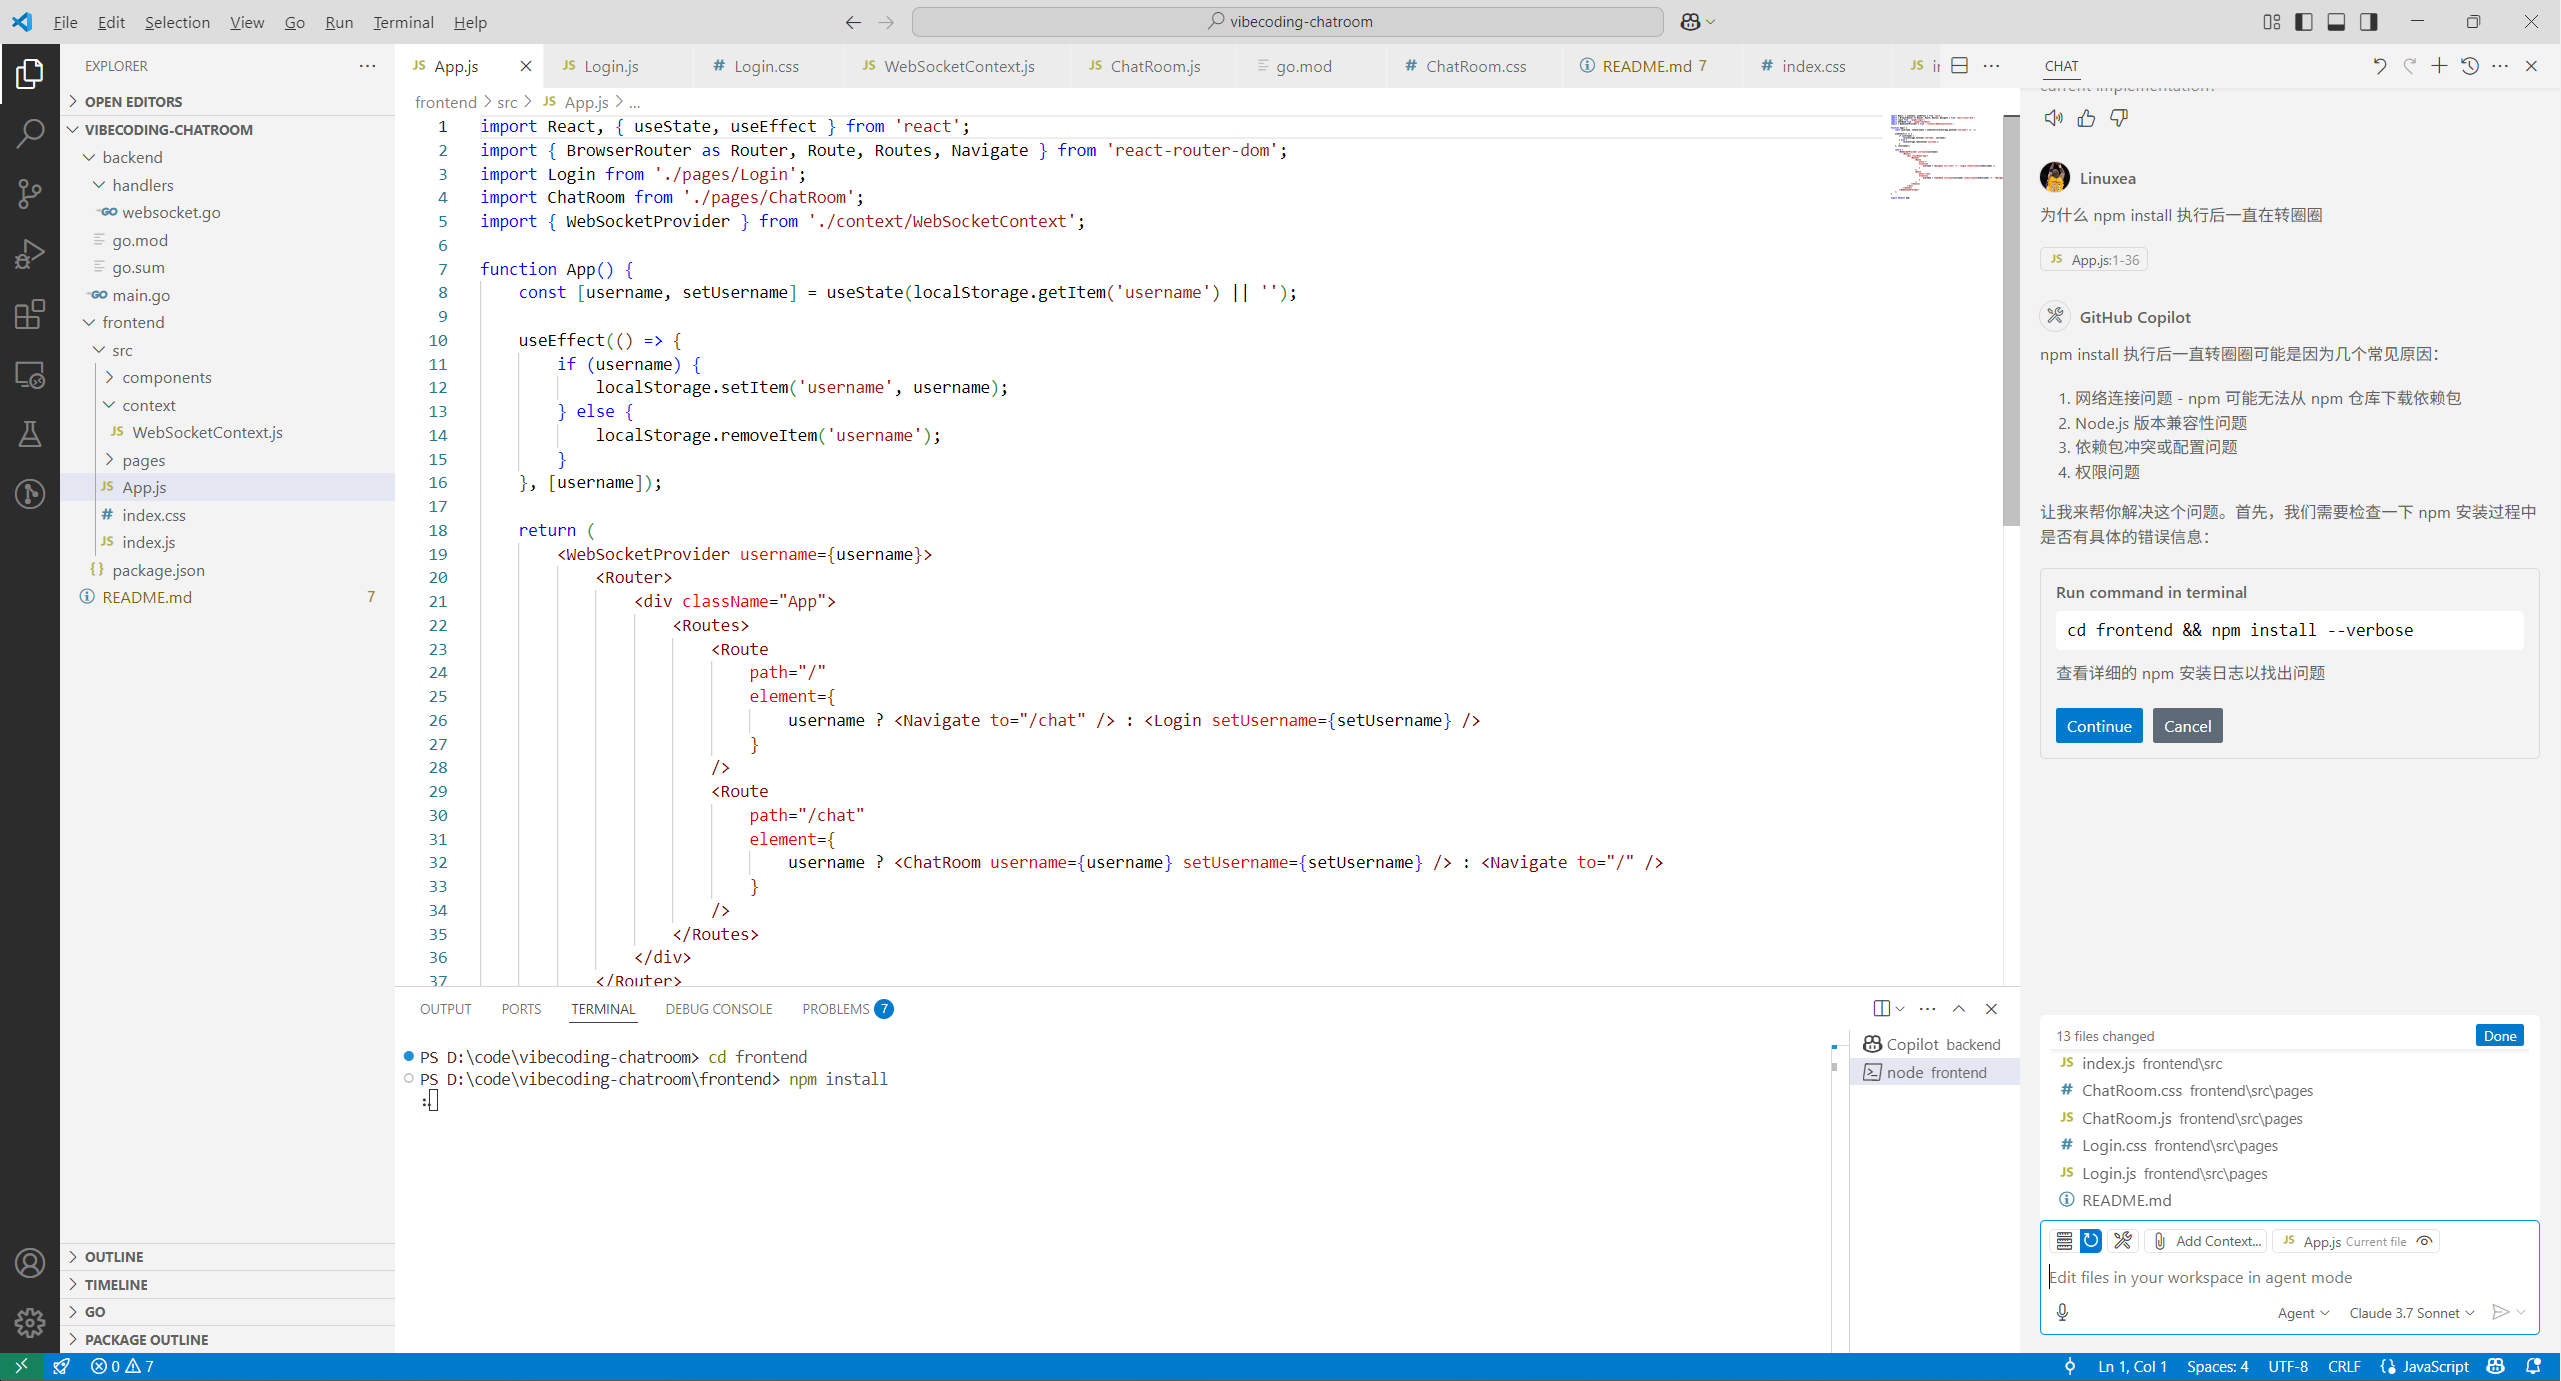 File Edit Selection View Go Run Terminal Help
vibecoding-chatroom
EXPLORER
OPEN EDITORS
VIBECODING-CHATROOM
backend
handlers
websocket.go
go.mod
go.sum
main.go
frontend
src
components
context
JS WebSocketContext.js
pages
JS App.js
# index.css
JS index.js
{} package.json
README.md 7
OUTLINE
TIMELINE
GO
PACKAGE OUTLINE
JS App.js JS Login.js # Login.css JS WebSocketContext.js JS ChatRoom.js go.mod # ChatRoom.css README.md 7 # index.css JS
frontend > src > JS App.js > ...
1 import React, { useState, useEffect } from 'react';
2 import { BrowserRouter as Router, Route, Routes, Navigate } from 'react-router-dom';
3 import Login from './pages/Login';
4 import ChatRoom from './pages/ChatRoom';
5 import { WebSocketProvider } from './context/WebSocketContext';
6
7 function App() {
8 const [username, setUsername] = useState(localStorage.getItem('username') || '');
9
10 useEffect(() => {
11 if (username) {
12 localStorage.setItem('username', username);
13 } else {
14 localStorage.removeItem('username');
15 }
16 }, [username]);
17
18 return (
19 <WebSocketProvider username={username}>
20 <Router>
21 <div className="App">
22 <Routes>
23 <Route
24 path="/"
25 element={
26 username ? <Navigate to="/chat" /> : <Login setUsername={setUsername} />
27 }
28 />
29 <Route
30 path="/chat"
31 element={
32 username ? <ChatRoom username={username} setUsername={setUsername} /> : <Navigate to="/" />
33 }
34 />
35 </Routes>
36 </div>
37 </Router>
OUTPUT PORTS TERMINAL DEBUG CONSOLE PROBLEMS 7
PS D:\code\vibecoding-chatroom> cd frontend
PS D:\code\vibecoding-chatroom\frontend> npm install
Copilot backend
node frontend
CHAT
current implementation?
Linuxea
为什么 npm install 执行后一直在转圈圈
JS App.js:1-36
GitHub Copilot
npm install 执行后一直转圈圈可能是因为几个常见原因：
1. 网络连接问题 - npm 可能无法从 npm 仓库下载依赖包
2. Node.js 版本兼容性问题
3. 依赖包冲突或配置问题
4. 权限问题
让我来帮你解决这个问题。首先，我们需要检查一下 npm 安装过程中
是否有具体的错误信息：
Run command in terminal
cd frontend && npm install --verbose
查看详细的 npm 安装日志以找出问题
Continue Cancel
13 files changed Done
JS index.js frontend\src
# ChatRoom.css frontend\src\pages
JS ChatRoom.js frontend\src\pages
# Login.css frontend\src\pages
JS Login.js frontend\src\pages
README.md
Add Context... JS App.js Current file
Edit files in your workspace in agent mode
Agent Claude 3.7 Sonnet
0 7 Ln 1, Col 1 Spaces: 4 UTF-8 CRLF {} JavaScript